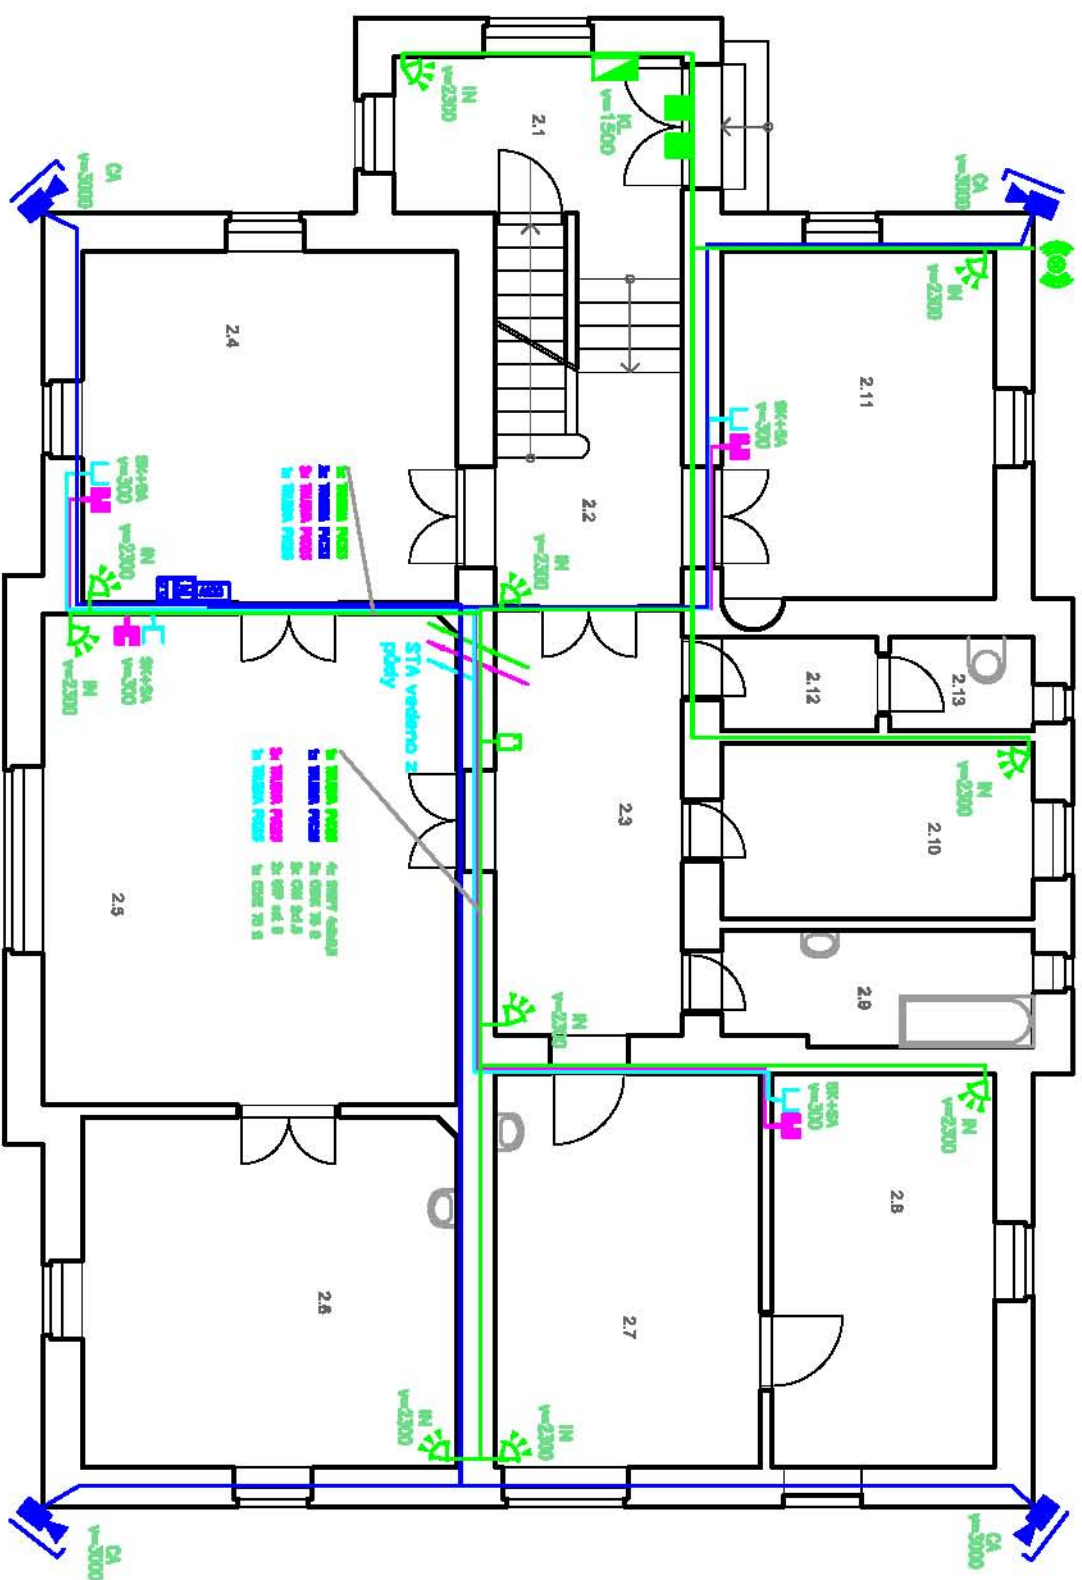 IN
v=2300
KL
v=1500
2.1
CA
v=3000
CA
v=3000
IN
v=2300
2.4
2.11
SK+SA
v=300
SK+SA
v=300
IN
v=2300
2.2
IN
v=2300
STA vedeno z
půdy
IN
v=2300
SK+SA
v=300
2.12
2.13
IN
v=2300
2.3
2.10
2.5
2.9
IN
v=2300
SK+SA
v=300
IN
v=2300
2.8
2.6
2.7
IN
v=2300
IN
v=2300
CA
v=3000
CA
v=3000